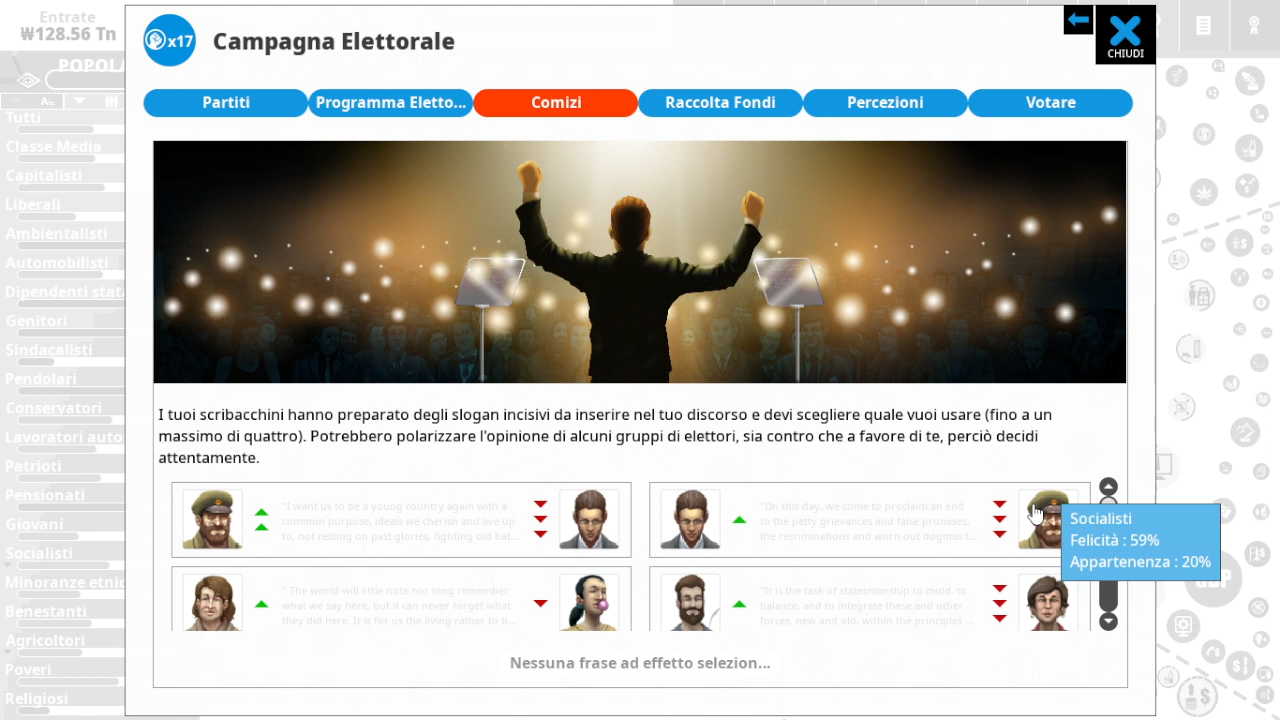 Entrate
₩128.56 Tn
x17
Campagna Elettorale
CHIUDI
Partiti
Programma Eletto...
Comizi
Raccolta Fondi
Percezioni
Votare
POPOLA
Tutti
Classe Media
Capitalisti
Liberali
Ambientalisti
Automobilisti
Dipendenti stata
Genitori
Sindacalisti
Pendolari
Conservatori
Lavoratori auto
Patrioti
Pensionati
Giovani
Socialisti
Minoranze etnic
Benestanti
Agricoltori
Poveri
Religiosi
I tuoi scribacchini hanno preparato degli slogan incisivi da inserire nel tuo discorso e devi scegliere quale vuoi usare (fino a un
massimo di quattro). Potrebbero polarizzare l'opinione di alcuni gruppi di elettori, sia contro che a favore di te, perciò decidi
attentamente.
"I want us to be a young country again with a
common purpose, ideals we cherish and live up
to, not resting on past glories, fighting old bat...
"On this day, we come to proclaim an end
to the petty grievances and false promises,
the recriminations and worn-out dogmas t...
" The world will little note nor long remember
what we say here, but it can never forget what
they did here. It is for us the living rather to b...
"It is the task of statesmanship to mold, to
balance, and to integrate these and other
forces, new and old, within the principles ...
Socialisti
Felicità : 59%
Appartenenza : 20%
Nessuna frase ad effetto selezion...